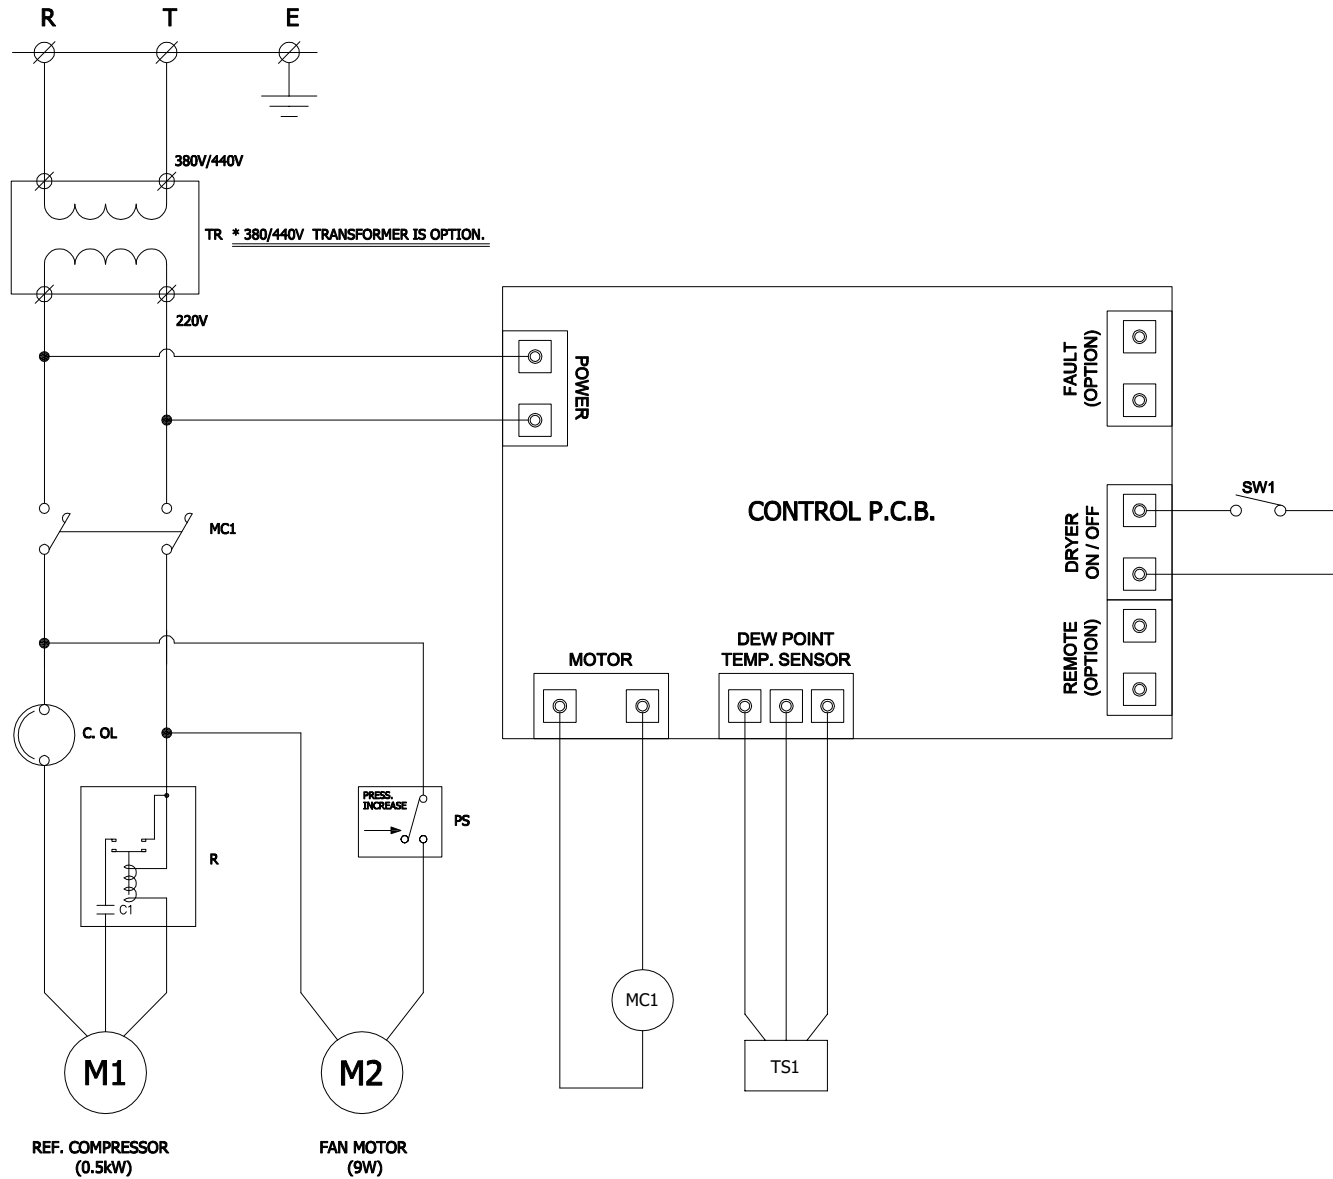 R T E
380V/440V
TR * 380/440V TRANSFORMER IS OPTION.
220V
POWER
FAULT
(OPTION)
CONTROL P.C.B.
SW1
DRYER
ON / OFF
MC1
REMOTE
(OPTION)
MOTOR
DEW POINT
TEMP. SENSOR
C. OL
PRESS.
INCREASE
PS
R
C1
MC1
TS1
M1
M2
REF. COMPRESSOR
(0.5kW)
FAN MOTOR
(9W)